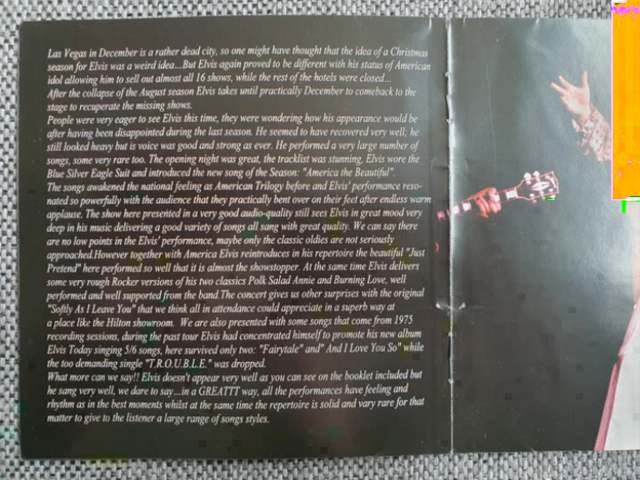 Las Vegas in December is a rather dead city, so one might have thought that the idea of a Christmas
season for Elvis was a weird idea...But Elvis again proved to be different with his status of American
idol allowing him to sell out almost all 16 shows, while the rest of the hotels were closed...
After the collapse of the August season Elvis takes until practically December to comeback to the
stage to recuperate the missing shows.
People were very eager to see Elvis this time, they were wondering how his appearance would be
after having been disappointed during the last season. He seemed to have recovered very well; he
still looked heavy but is voice was good and strong as ever. He performed a very large number of
songs, some very rare too. The opening night was great, the tracklist was stunning, Elvis wore the
Blue Silver Eagle Suit and introduced the new song of the Season: "America the Beautiful".
The songs awakened the national feeling as American Trilogy before and Elvis' performance reso-
nated so powerfully with the audience that they practically bent over on their feet after endless warm
applause. The show here presented in a very good audio-quality still sees Elvis in great mood very
deep in his music delivering a good variety of songs all sang with great quality. We can say there
are no low points in the Elvis' performance, maybe only the classic oldies are not seriously
approached.However together with America Elvis reintroduces in his repertoire the beautiful "Just
Pretend" here performed so well that it is almost the showstopper. At the same time Elvis delivers
some very rough Rocker versions of his two classics Polk Salad Annie and Burning Love, well
performed and well supported from the band.The concert gives us other surprises with the original
"Softly As I Leave You" that we think all in attendance could appreciate in a superb way at
a place like the Hilton showroom. We are also presented with some songs that come from 1975
recording sessions, during the past tour Elvis had concentrated himself to promote his new album
Elvis Today singing 5/6 songs, here survived only two: "Fairytale" and" And I Love You So" while
the too demanding single "T.R.O.U.B.L.E." was dropped.
What more can we say!! Elvis doesn't appear very well as you can see on the booklet included but
he sang very well, we dare to say...in a GREATTT way, all the performances have feeling and
rhythm as in the best moments whilst at the same time the repertoire is solid and vary rare for that
matter to give to the listener a large range of songs styles.